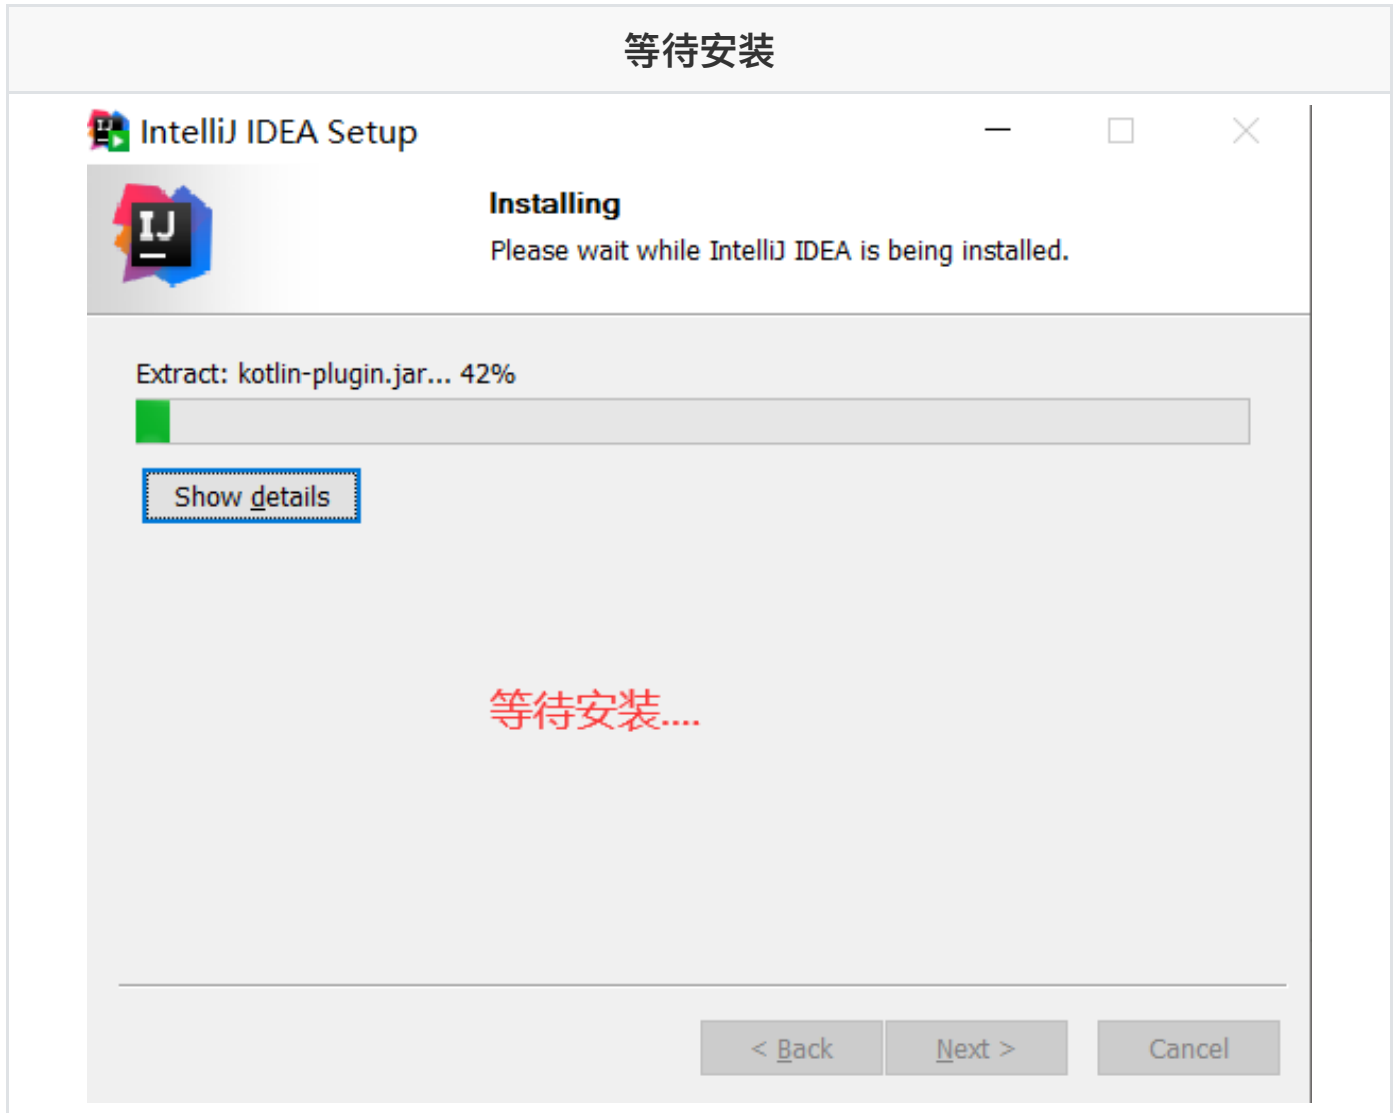 等待安装
IntelliJ IDEA Setup
IJ
Installing
Please wait while IntelliJ IDEA is being installed.
Extract: kotlin-plugin.jar... 42%
Show details
等待安装....
< Back
Next >
Cancel